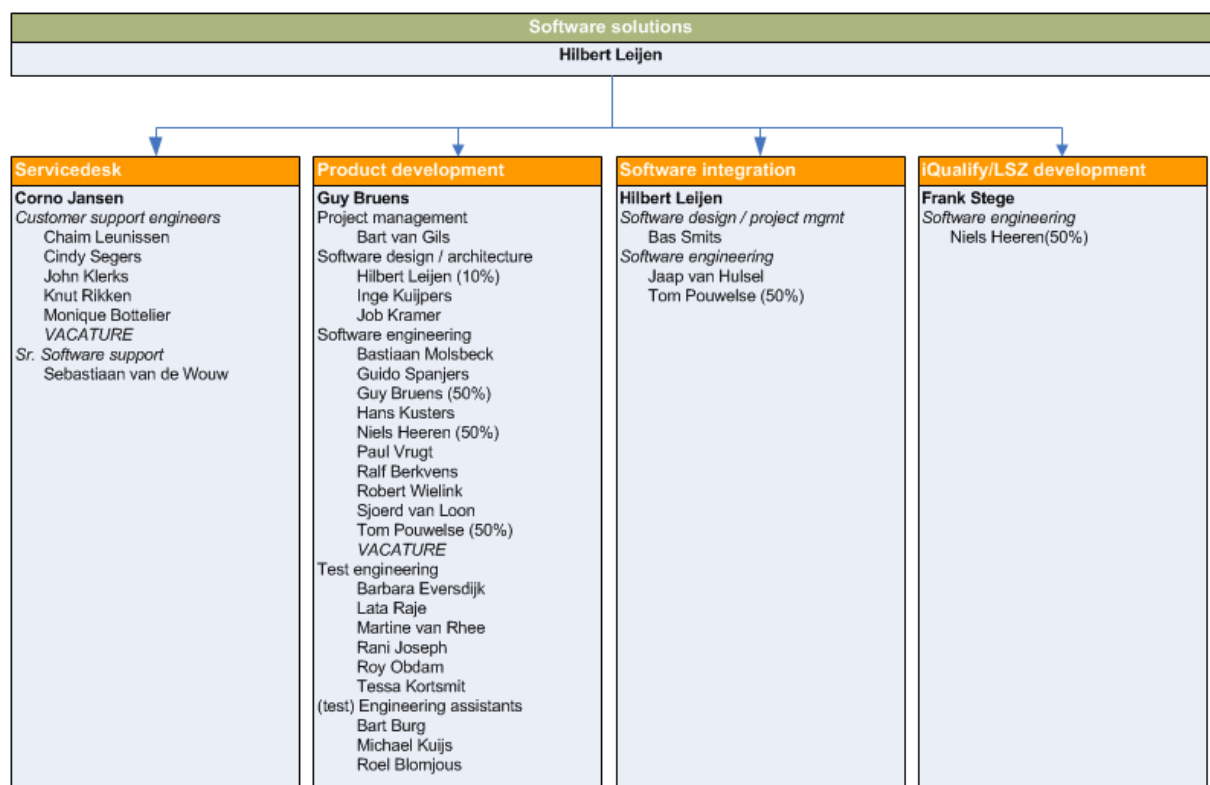 Software solutions
Hilbert Leijen
Servicedesk
Corno Jansen
Customer support engineers
Chaim Leunissen
Cindy Segers
John Klerks
Knut Rikken
Monique Bottelier
VACATURE
Sr. Software support
Sebastiaan van de Wouw
Product development
Guy Bruens
Project management
Bart van Gils
Software design / architecture
Hilbert Leijen (10%)
Inge Kuijpers
Job Kramer
Software engineering
Bastiaan Molsbeck
Guido Spanjers
Guy Bruens (50%)
Hans Kusters
Niels Heeren (50%)
Paul Vrugt
Ralf Berkvens
Robert Wielink
Sjoerd van Loon
Tom Pouwelse (50%)
VACATURE
Test engineering
Barbara Eversdijk
Lata Raje
Martine van Rhee
Rani Joseph
Roy Obdam
Tessa Kortsmit
(test) Engineering assistants
Bart Burg
Michael Kuijs
Roel Blomjous
Software integration
Hilbert Leijen
Software design / project mgmt
Bas Smits
Software engineering
Jaap van Hulsel
Tom Pouwelse (50%)
iQualify/LSZ development
Frank Stege
Software engineering
Niels Heeren(50%)